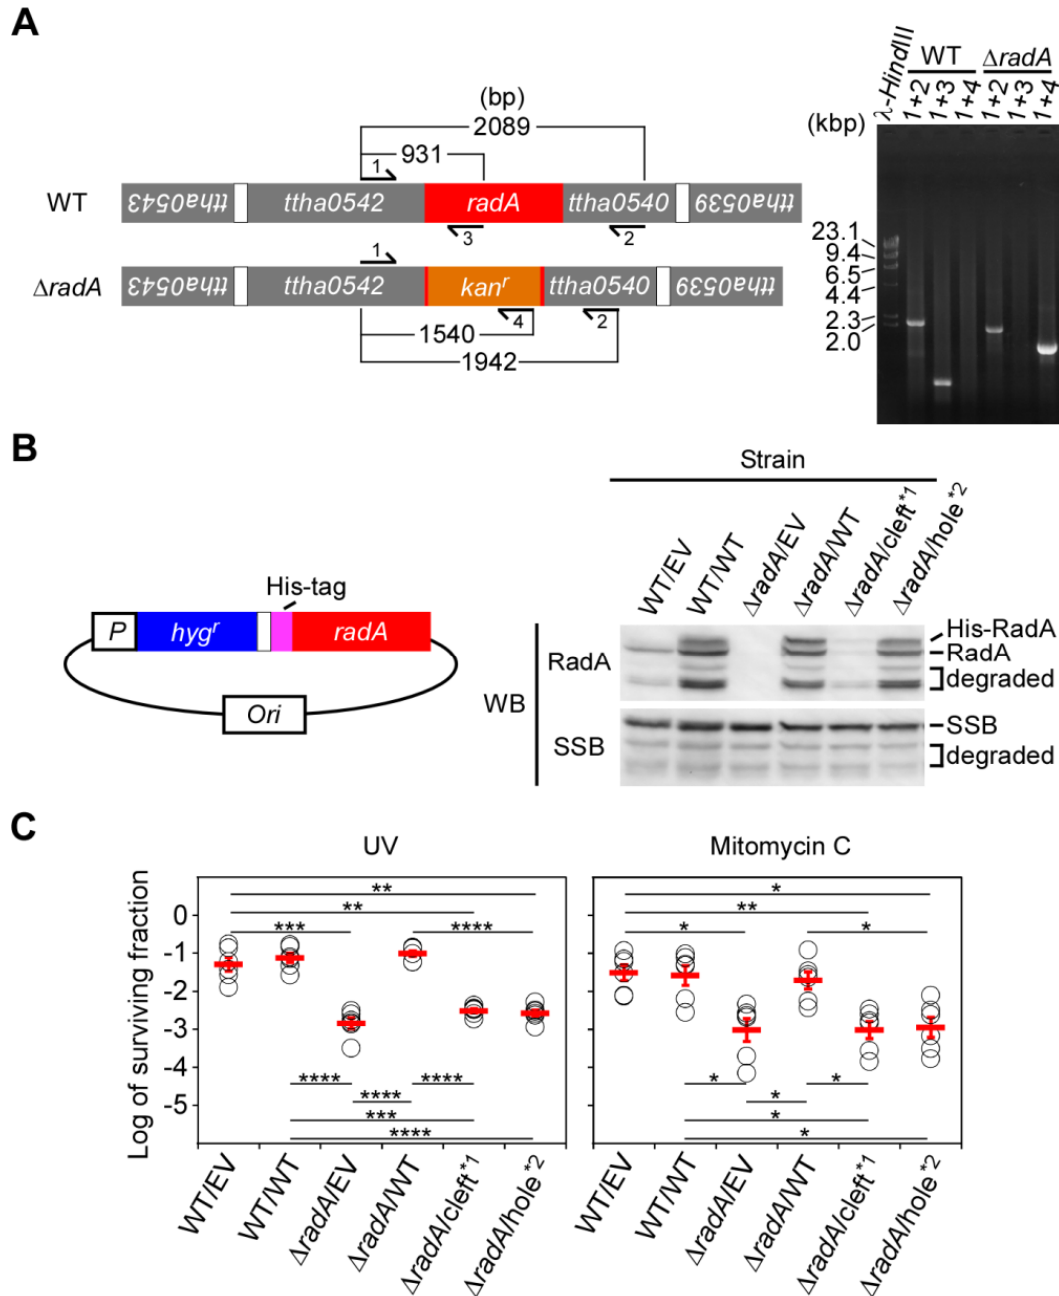 A
(bp)
2089
931
1
WT
ttha0543
ttha0542
radA
ttha0540
ttha0539
3
2
1
ΔradA
ttha0543
ttha0542
kanʳ
ttha0540
ttha0539
4
2
1540
1942
λ-HindIII
WT
ΔradA
1+2
1+3
1+4
1+2
1+3
1+4
(kbp)
23.1
9.4
6.5
4.4
2.3
2.0
B
His-tag
P
hygʳ
radA
Ori
Strain
WT/EV
WT/WT
ΔradA/EV
ΔradA/WT
ΔradA/cleft*1
ΔradA/hole*2
WB
RadA
His-RadA
RadA
degraded
SSB
SSB
degraded
C
UV
Log of surviving fraction
0
-1
-2
-3
-4
-5
**
**
***
****
****
****
****
***
****
WT/EV
WT/WT
ΔradA/EV
ΔradA/WT
ΔradA/cleft*1
ΔradA/hole*2
Mitomycin C
*
**
*
*
*
*
*
*
*
WT/EV
WT/WT
ΔradA/EV
ΔradA/WT
ΔradA/cleft*1
ΔradA/hole*2